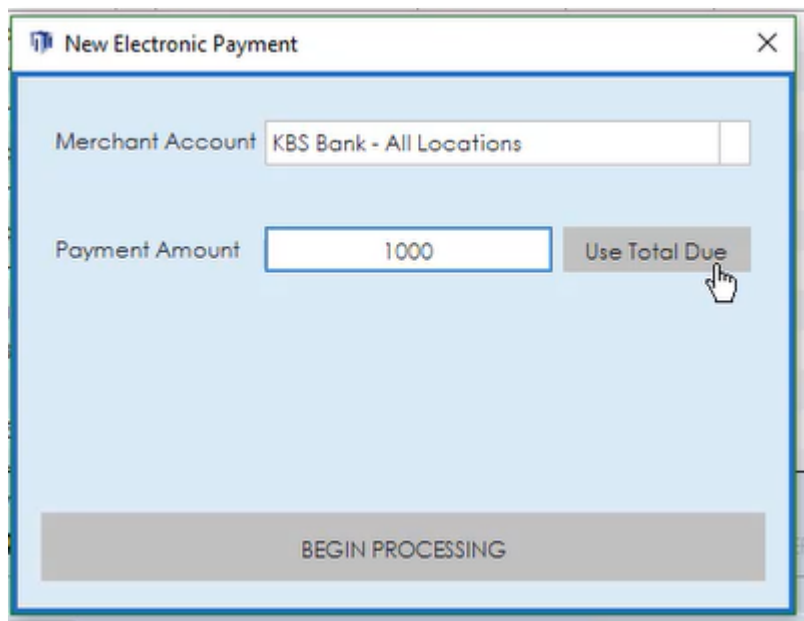 New Electronic Payment
Merchant Account KBS Bank - All Locations
Payment Amount 1000 Use Total Due
BEGIN PROCESSING